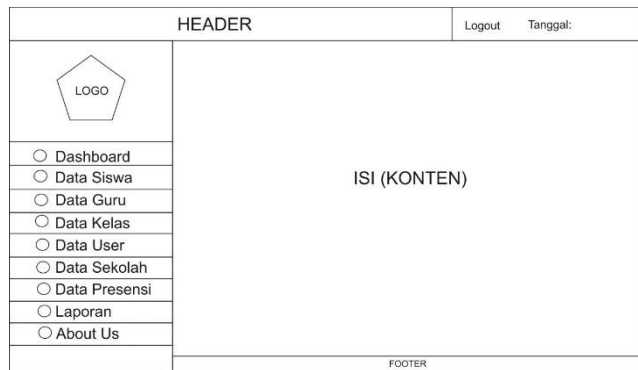 HEADER
Logout Tanggal:
LOGO
Dashboard
Data Siswa
Data Guru
Data Kelas
Data User
Data Sekolah
Data Presensi
Laporan
About Us
ISI (KONTEN)
FOOTER